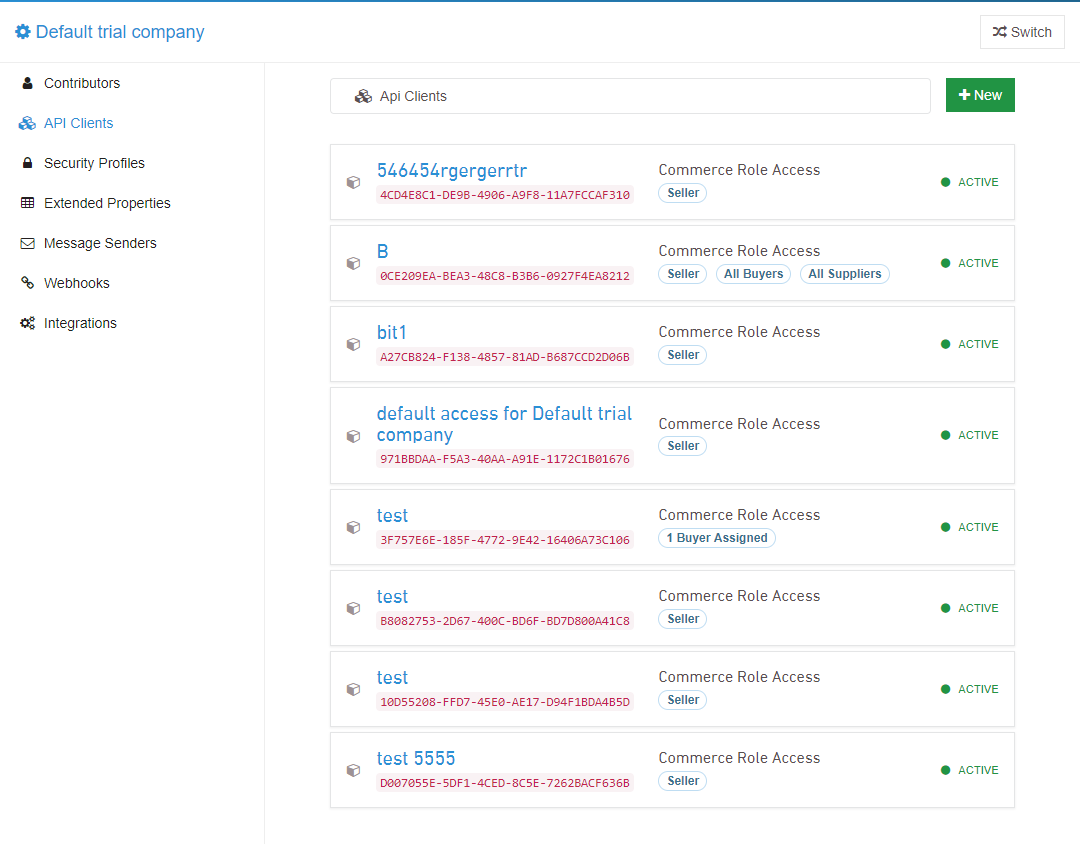 Default trial company
Switch
Contributors
API Clients
Security Profiles
Extended Properties
Message Senders
Webhooks
Integrations
Api Clients
New
546454rgergerrtr
4CD4E8C1-DE9B-4906-A9F8-11A7FCCAF310
Commerce Role Access
Seller
ACTIVE
B
0CE209EA-BEA3-48C8-B3B6-0927F4EA8212
Commerce Role Access
Seller All Buyers All Suppliers
ACTIVE
bit1
A27CB824-F138-4857-81AD-B687CCD2D06B
Commerce Role Access
Seller
ACTIVE
default access for Default trial
company
971BBDAA-F5A3-40AA-A91E-1172C1B01676
Commerce Role Access
Seller
ACTIVE
test
3F757E6E-185F-4772-9E42-16406A73C106
Commerce Role Access
1 Buyer Assigned
ACTIVE
test
B8082753-2D67-400C-BD6F-BD7D800A41C8
Commerce Role Access
Seller
ACTIVE
test
10D55208-FFD7-45E0-AE17-D94F1BDA4B5D
Commerce Role Access
Seller
ACTIVE
test 5555
D007055E-5DF1-4CED-8C5E-7262BACF636B
Commerce Role Access
Seller
ACTIVE